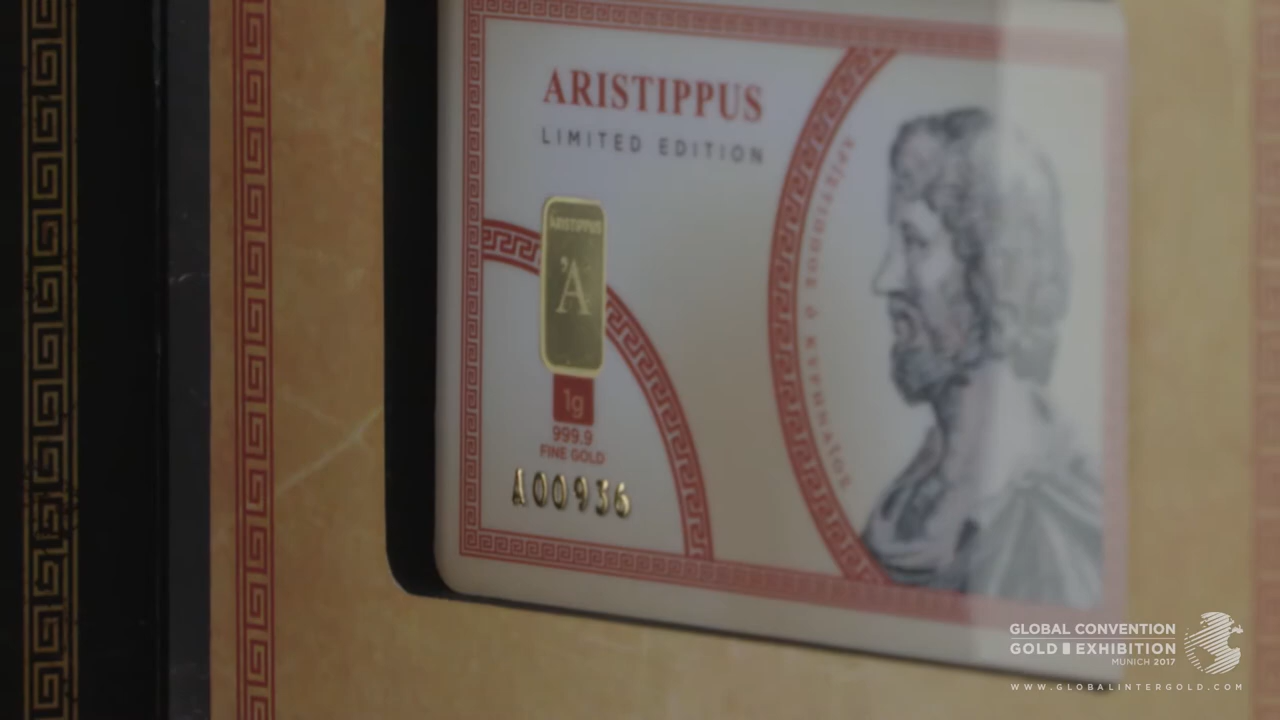 ARISTIPPUS
LIMITED EDITION
ARISTIPPUS
Ά
1g
999.9
FINE GOLD
A00936
GLOBAL CONVENTION
GOLD EXHIBITION
MUNICH 2017
WWW.GLOBALINTERGOLD.COM